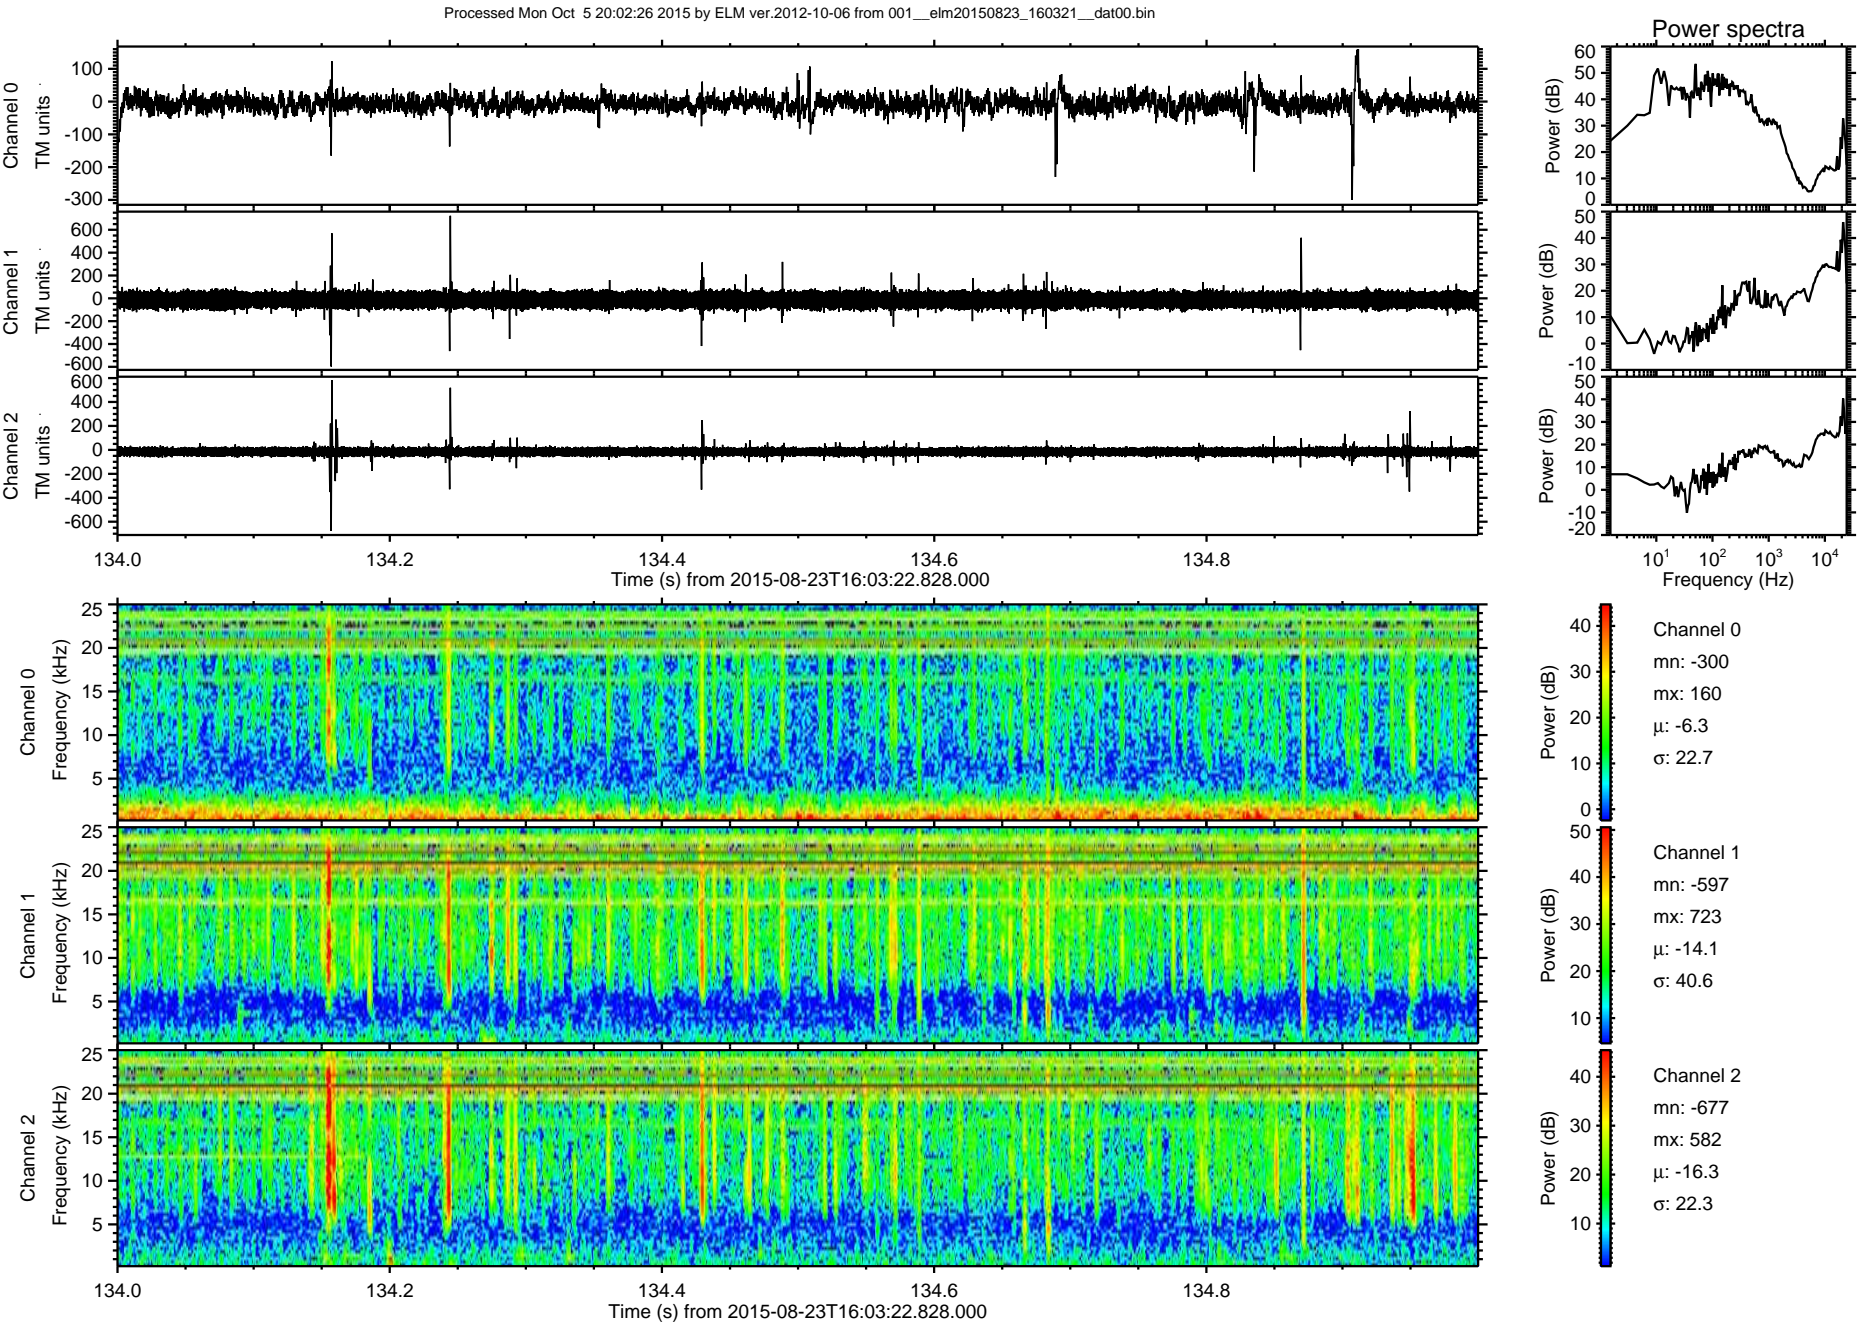 Processed Mon Oct  5 20:02:26 2015 by ELM ver.2012-10-06 from 001__elm20150823_160321__dat00.bin
Power spectra
Channel 0
TM units
100
0
-100
-200
-300
Power (dB)
60
50
40
30
20
10
0
Channel 1
TM units
600
400
200
0
-200
-400
-600
Power (dB)
50
40
30
20
10
0
-10
Channel 2
TM units
600
400
200
0
-200
-400
-600
Power (dB)
50
40
30
20
10
0
-10
-20
134.0 134.2 134.4 134.6 134.8
Time (s) from 2015-08-23T16:03:22.828.000
10¹ 10² 10³ 10⁴
Frequency (Hz)
Channel 0
Frequency (kHz)
25
20
15
10
5
Power (dB)
40
30
20
10
0
Channel 0
mn: -300
mx: 160
μ: -6.3
σ: 22.7
Channel 1
Frequency (kHz)
25
20
15
10
5
Power (dB)
50
40
30
20
10
Channel 1
mn: -597
mx: 723
μ: -14.1
σ: 40.6
Channel 2
Frequency (kHz)
25
20
15
10
5
Power (dB)
40
30
20
10
Channel 2
mn: -677
mx: 582
μ: -16.3
σ: 22.3
134.0 134.2 134.4 134.6 134.8
Time (s) from 2015-08-23T16:03:22.828.000